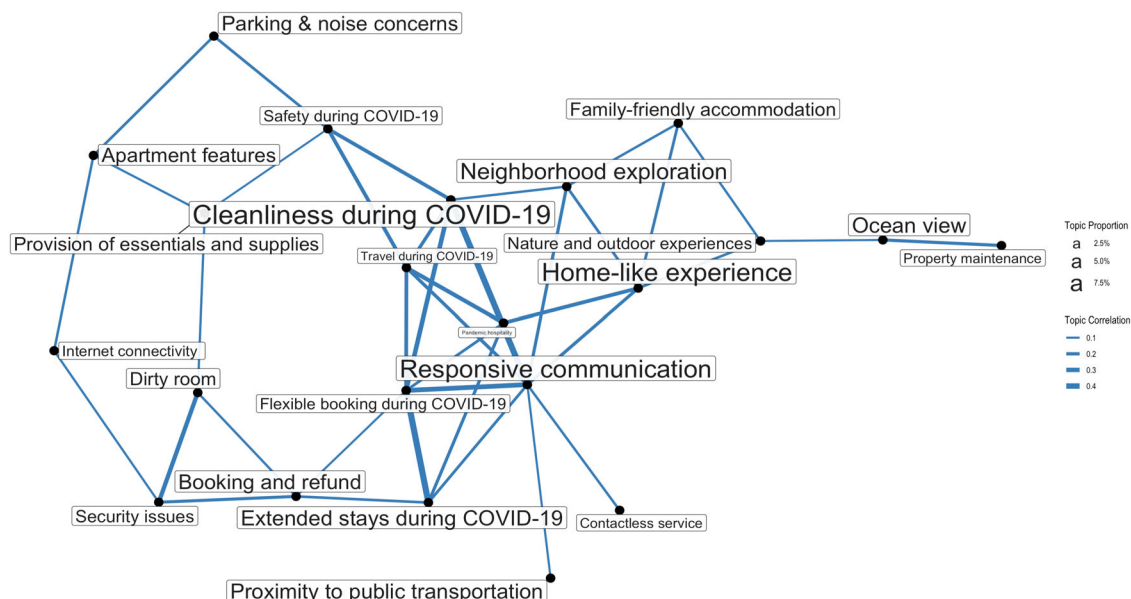 Parking & noise concerns
Safety during COVID-19
Family-friendly accommodation
Apartment features
Neighborhood exploration
Cleanliness during COVID-19
Ocean view
Topic Proportion
a 2.5%
a 5.0%
a 7.5%
Provision of essentials and supplies
Nature and outdoor experiences
Travel during COVID-19
Property maintenance
Home-like experience
Topic Correlation
0.1
0.2
0.3
0.4
Pandemic hospitality
Internet connectivity
Responsive communication
Dirty room
Flexible booking during COVID-19
Booking and refund
Security issues
Extended stays during COVID-19
Contactless service
Proximity to public transportation